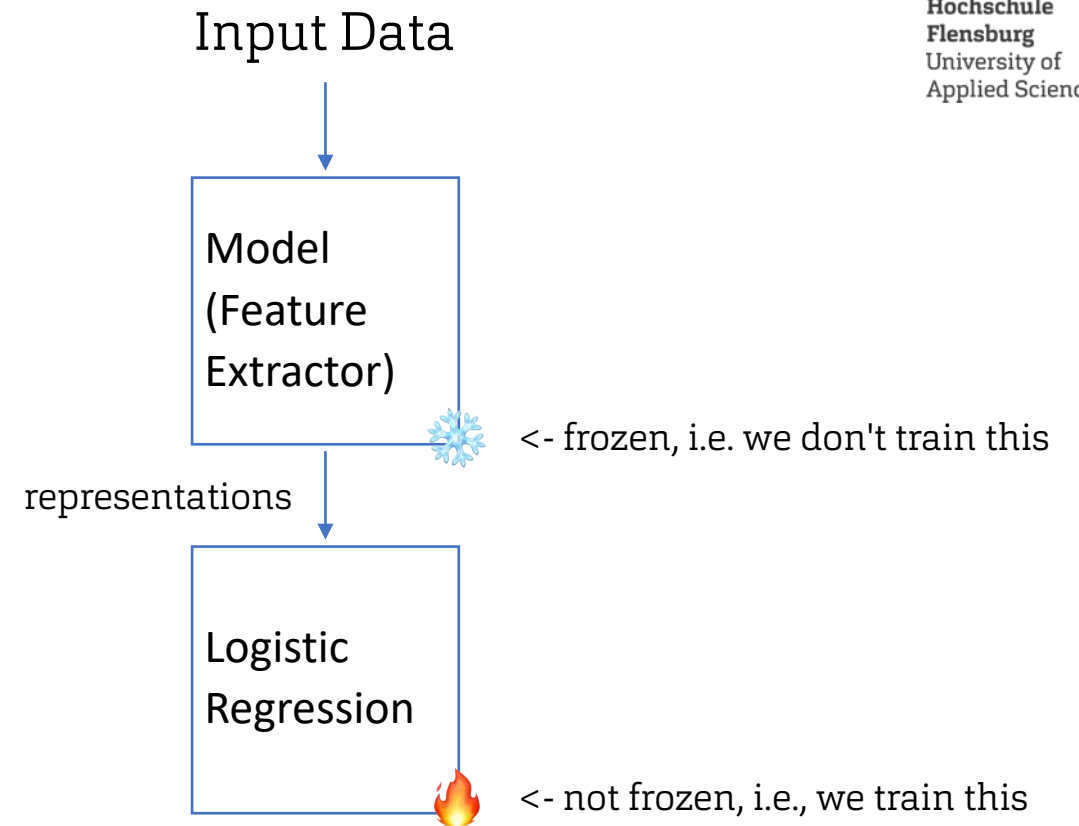 Hochschule
Flensburg
University of
Input Data
Model
(Feature
Extractor)
<- frozen, i.e. we don't train this
representations
Logistic
Regression
<- not frozen, i.e., we train this